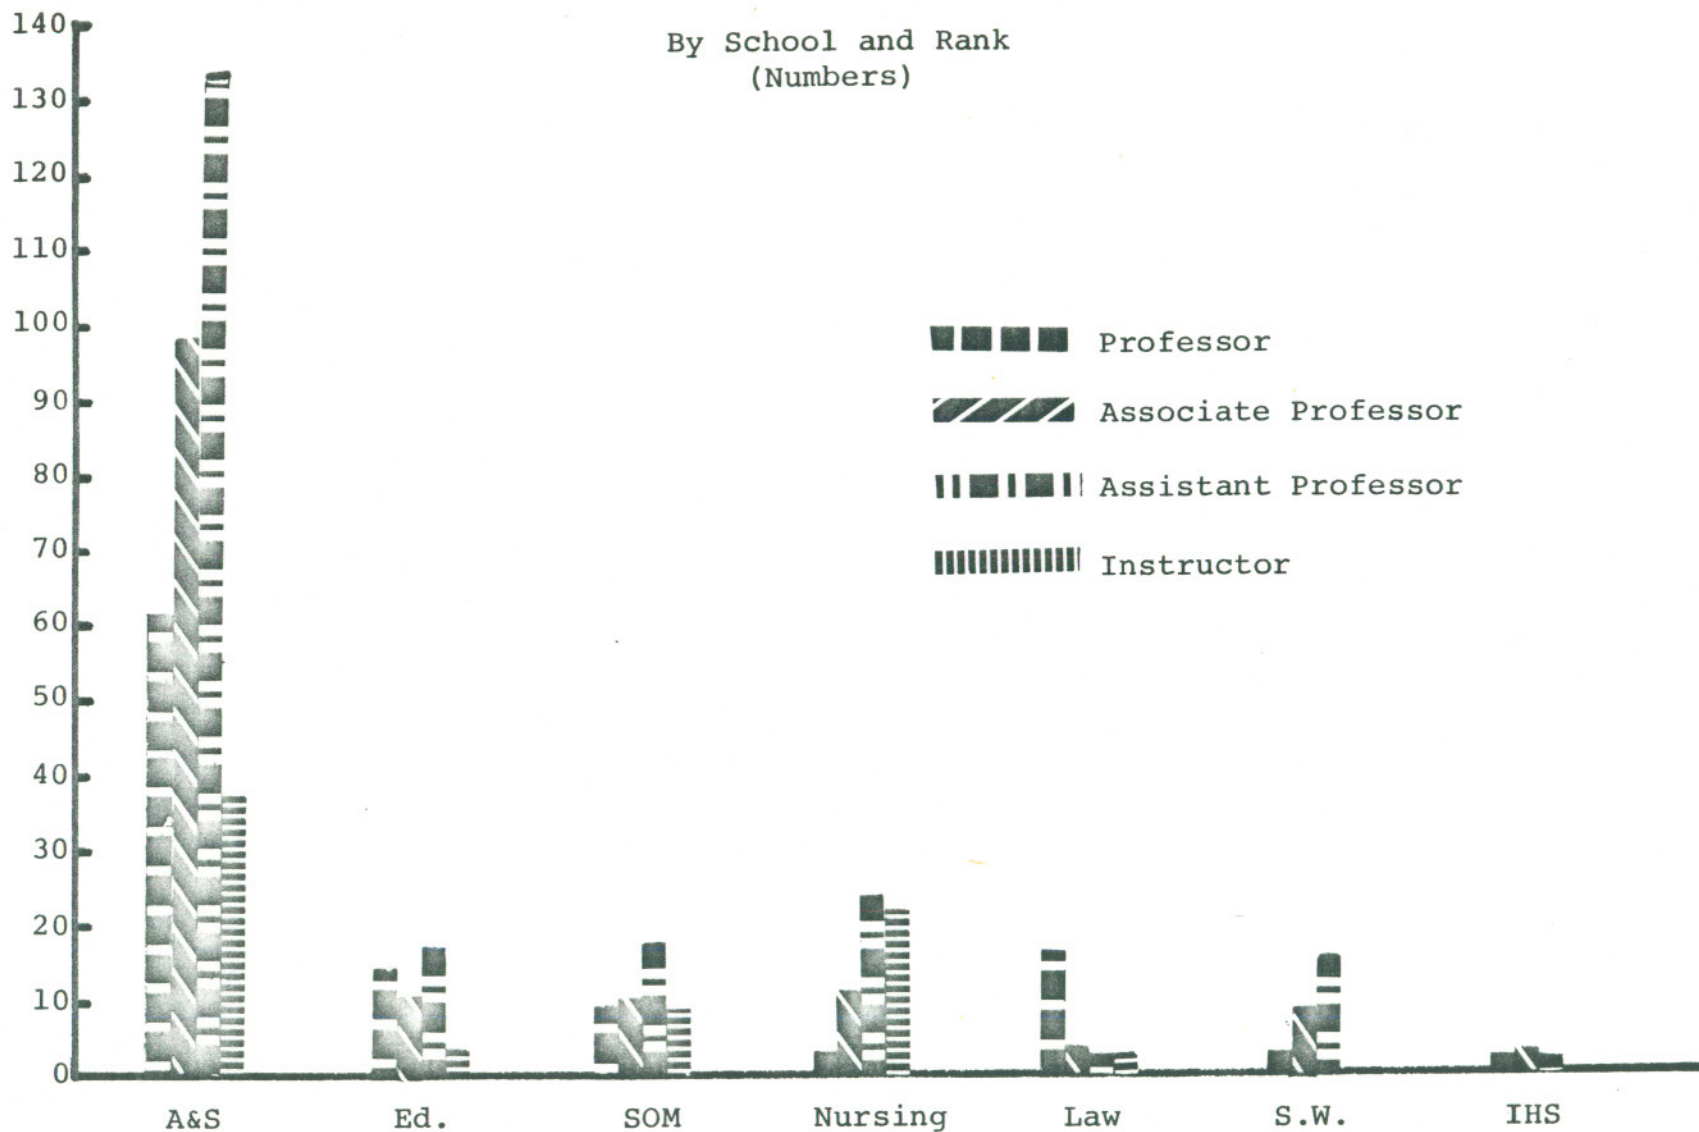 By School and Rank
(Numbers)
140
130
120
110
100
90
80
70
60
50
40
30
20
10
0
Professor
Associate Professor
Assistant Professor
Instructor
A&S Ed. SOM Nursing Law S.W. IHS